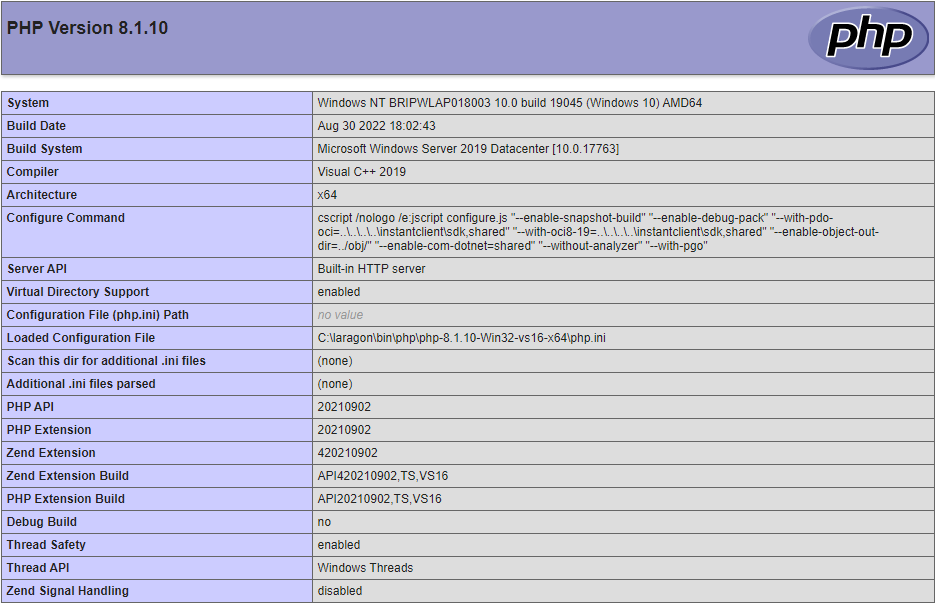 PHP Version 8.1.10
php
System Windows NT BRIPWLAP018003 10.0 build 19045 (Windows 10) AMD64
Build Date Aug 30 2022 18:02:43
Build System Microsoft Windows Server 2019 Datacenter [10.0.17763]
Compiler Visual C++ 2019
Architecture x64
Configure Command cscript /nologo /e:jscript configure.js "--enable-snapshot-build" "--enable-debug-pack" "--with-pdo-
oci=..\..\..\..\instantclient\sdk,shared" "--with-oci8-19=..\..\..\..\instantclient\sdk,shared" "--enable-object-out-
dir=../obj/" "--enable-com-dotnet=shared" "--without-analyzer" "--with-pgo"
Server API Built-in HTTP server
Virtual Directory Support enabled
Configuration File (php.ini) Path no value
Loaded Configuration File C:\laragon\bin\php\php-8.1.10-Win32-vs16-x64\php.ini
Scan this dir for additional .ini files (none)
Additional .ini files parsed (none)
PHP API 20210902
PHP Extension 20210902
Zend Extension 420210902
Zend Extension Build API420210902,TS,VS16
PHP Extension Build API20210902,TS,VS16
Debug Build no
Thread Safety enabled
Thread API Windows Threads
Zend Signal Handling disabled